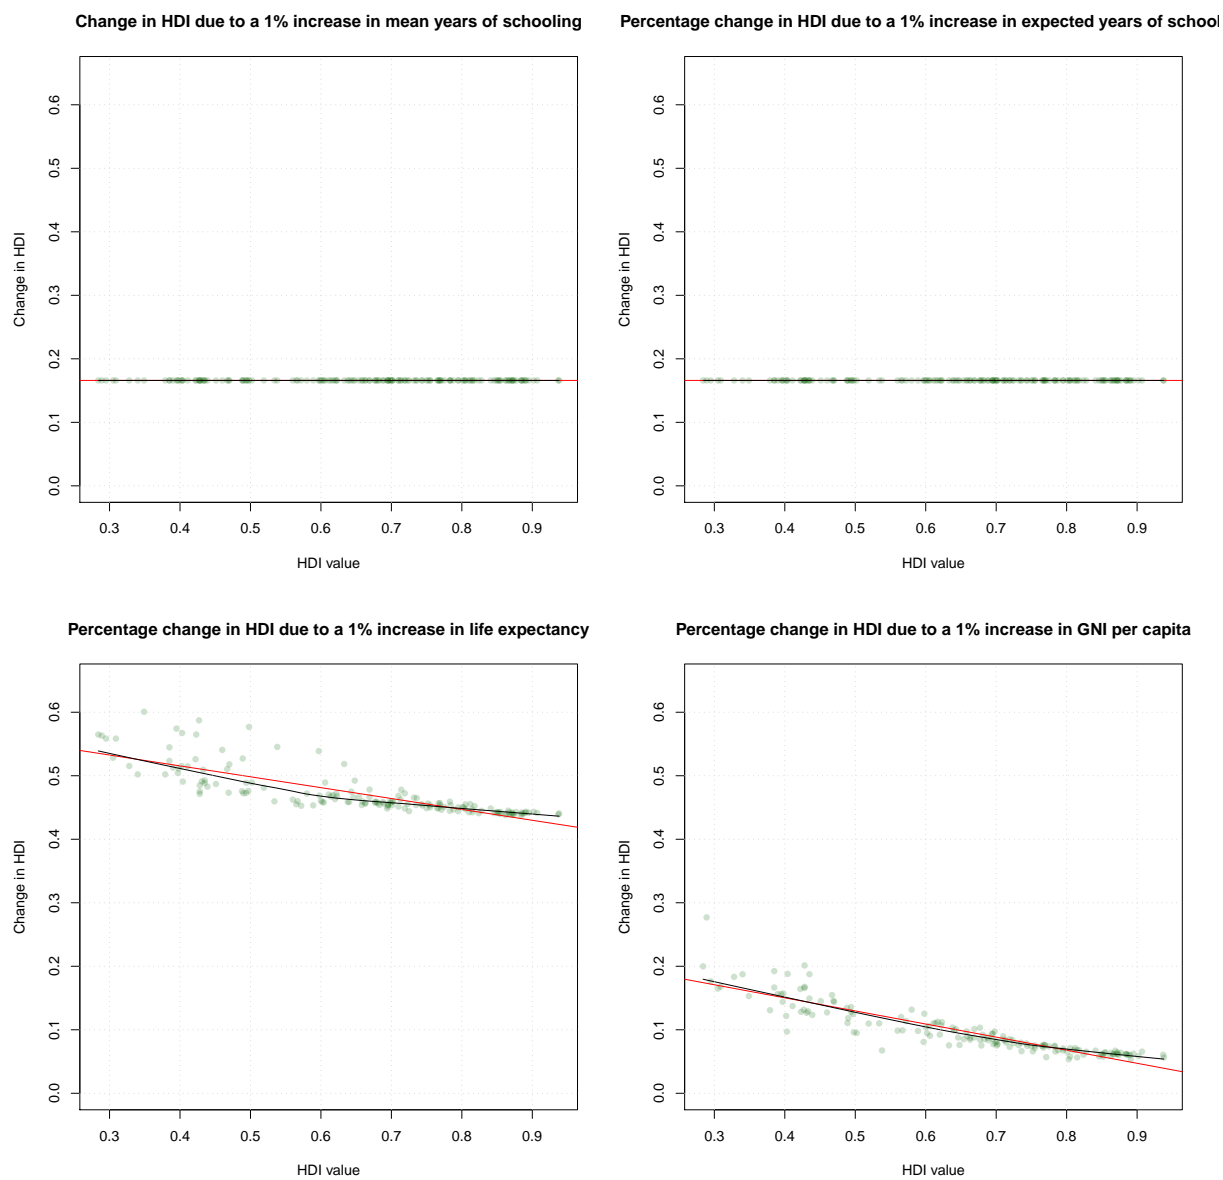 Change in HDI due to a 1% increase in mean years of schooling
Percentage change in HDI due to a 1% increase in expected years of school
Change in HDI
0.6
0.5
0.4
0.3
0.2
0.1
0.0
0.3 0.4 0.5 0.6 0.7 0.8 0.9
HDI value
Change in HDI
0.6
0.5
0.4
0.3
0.2
0.1
0.0
0.3 0.4 0.5 0.6 0.7 0.8 0.9
HDI value
Percentage change in HDI due to a 1% increase in life expectancy
Percentage change in HDI due to a 1% increase in GNI per capita
Change in HDI
0.6
0.5
0.4
0.3
0.2
0.1
0.0
0.3 0.4 0.5 0.6 0.7 0.8 0.9
HDI value
Change in HDI
0.6
0.5
0.4
0.3
0.2
0.1
0.0
0.3 0.4 0.5 0.6 0.7 0.8 0.9
HDI value